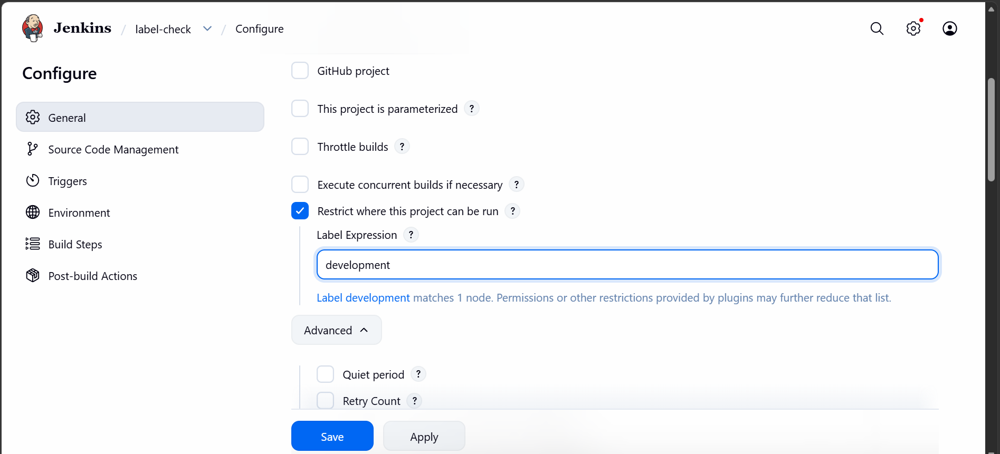 Jenkins / label-check / Configure
Configure
General
Source Code Management
Triggers
Environment
Build Steps
Post-build Actions
GitHub project
This project is parameterized ?
Throttle builds ?
Execute concurrent builds if necessary ?
Restrict where this project can be run ?
Label Expression ?
development
Label development matches 1 node. Permissions or other restrictions provided by plugins may further reduce that list.
Advanced
Quiet period ?
Retry Count ?
Save Apply